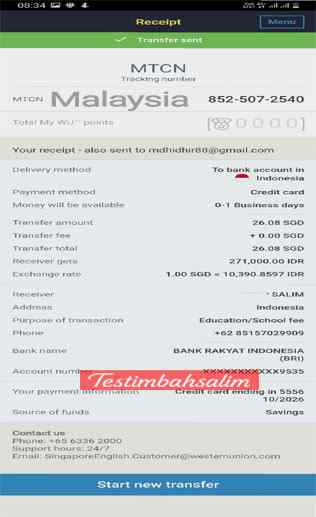 08:34
Receipt
Menu
Transfer sent
MTCN
Tracking number
MTCN Malaysia 852-507-2540
Total My WU℠ points [0000]
Your receipt - also sent to mdhidhir88@gmail.com
Delivery method To bank account in
Indonesia
Payment method Credit card
Money will be available 0-1 Business days
Transfer amount 26.08 SGD
Transfer fee + 0.00 SGD
Transfer total 26.08 SGD
Receiver gets 271,000.00 IDR
Exchange rate 1.00 SGD = 10,390.8597 IDR
Receiver SALIM
Address Indonesia
Purpose of transaction Education/School fee
Phone +62 85157029909
Bank name BANK RAKYAT INDONESIA
(BRI)
Account number XXXXXXXXXXX9535
Testimbahsalim
Your payment information Credit card ending in 5556
10/2026
Source of funds Savings
Contact us
Phone: +65 6336 2000
Support hours: 24/7
Email: SingaporeEnglish.Customer@westernunion.com
Start new transfer